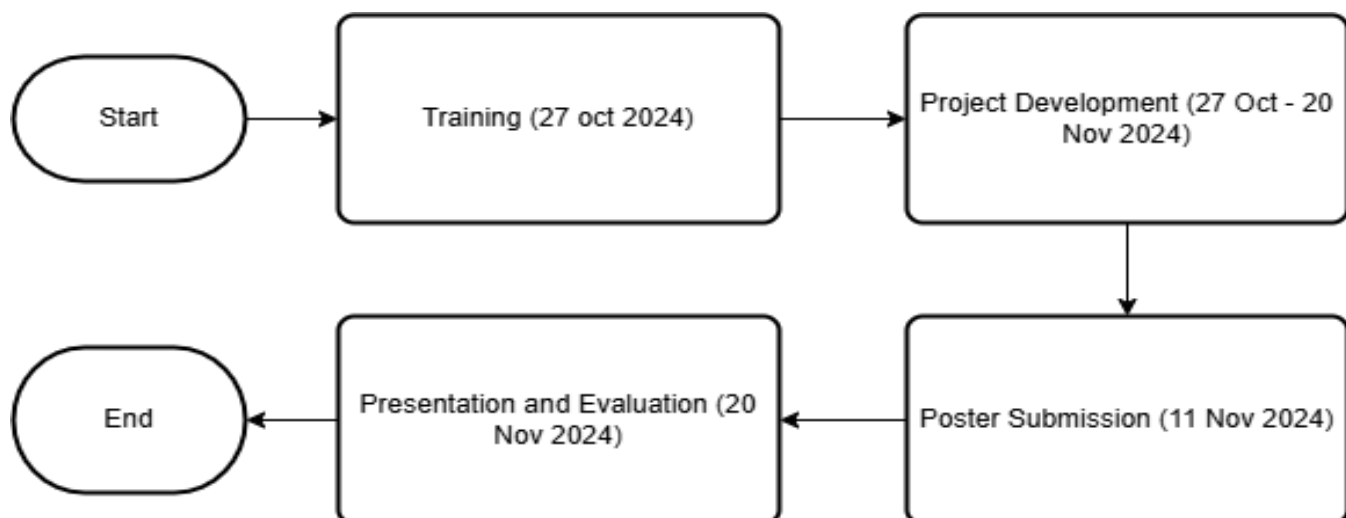 Start
Training (27 oct 2024)
Project Development (27 Oct - 20
Nov 2024)
Poster Submission (11 Nov 2024)
Presentation and Evaluation (20
Nov 2024)
End